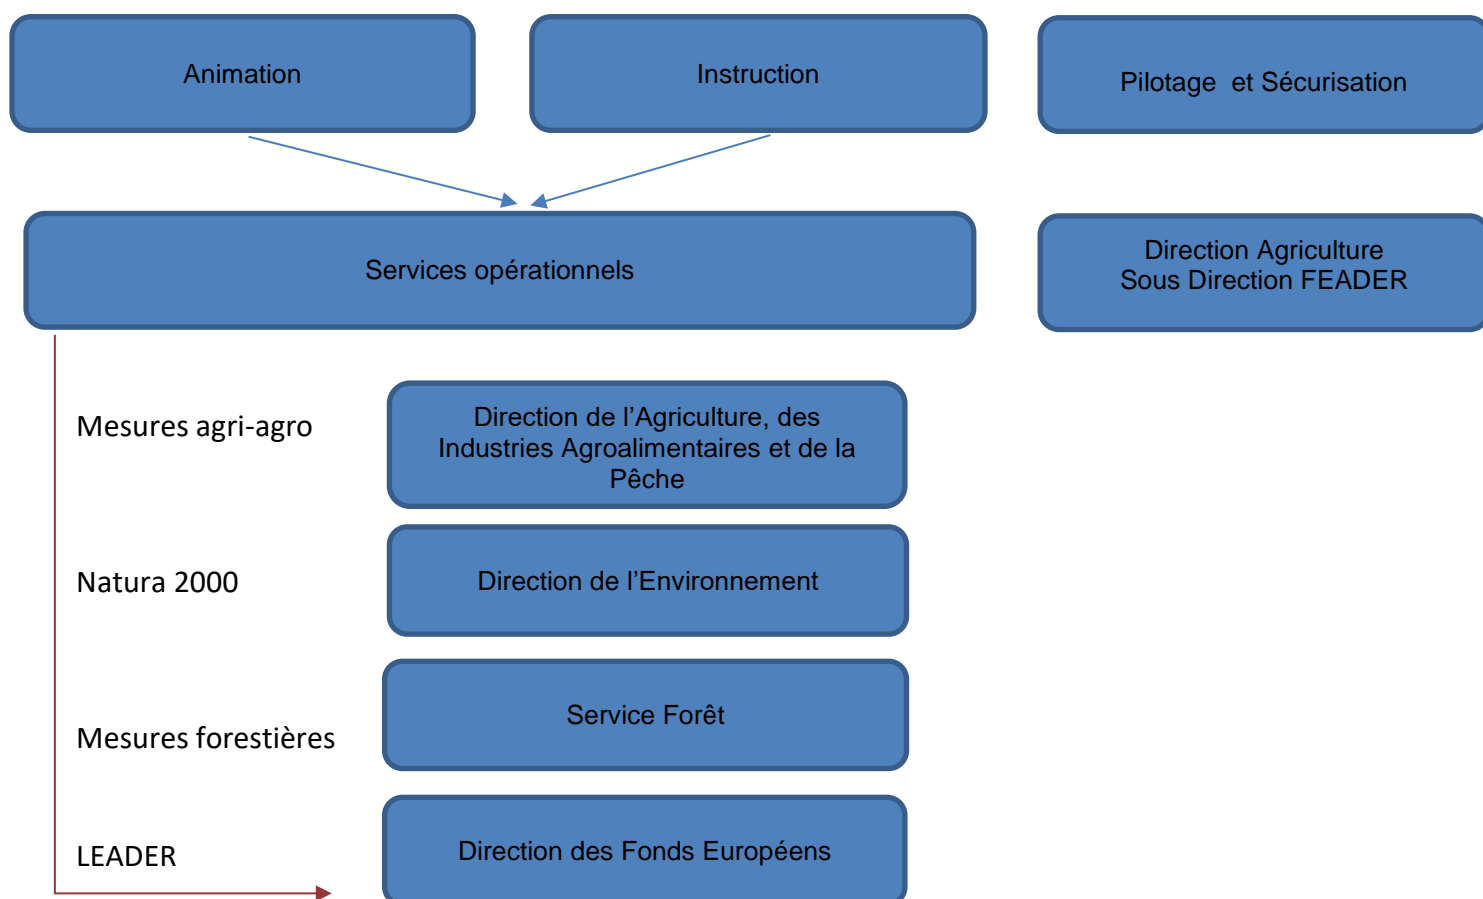 Animation
Instruction
Pilotage et Sécurisation
Services opérationnels
Direction Agriculture
Sous Direction FEADER
Mesures agri-agro
Direction de l’Agriculture, des
Industries Agroalimentaires et de la
Pêche
Natura 2000
Direction de l’Environnement
Mesures forestières
Service Forêt
LEADER
Direction des Fonds Européens